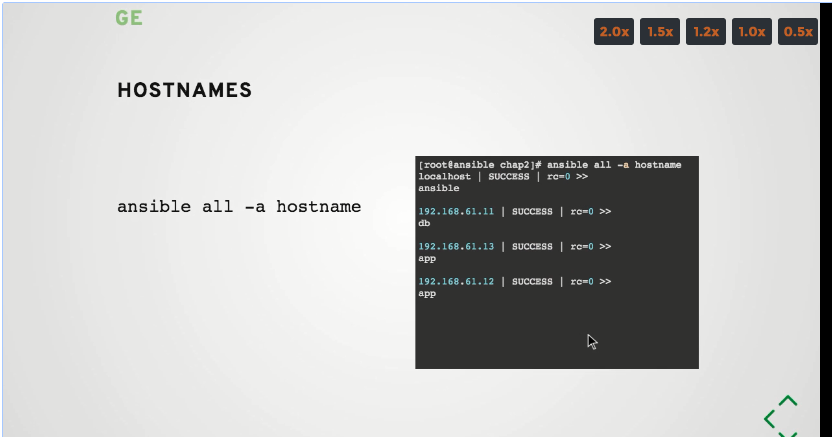 GE
2.0x 1.5x 1.2x 1.0x 0.5x
HOSTNAMES
ansible all -a hostname
[root@ansible chap2]# ansible all -a hostname
localhost | SUCCESS | rc=0 >>
ansible
192.168.61.11 | SUCCESS | rc=0 >>
db
192.168.61.13 | SUCCESS | rc=0 >>
app
192.168.61.12 | SUCCESS | rc=0 >>
app